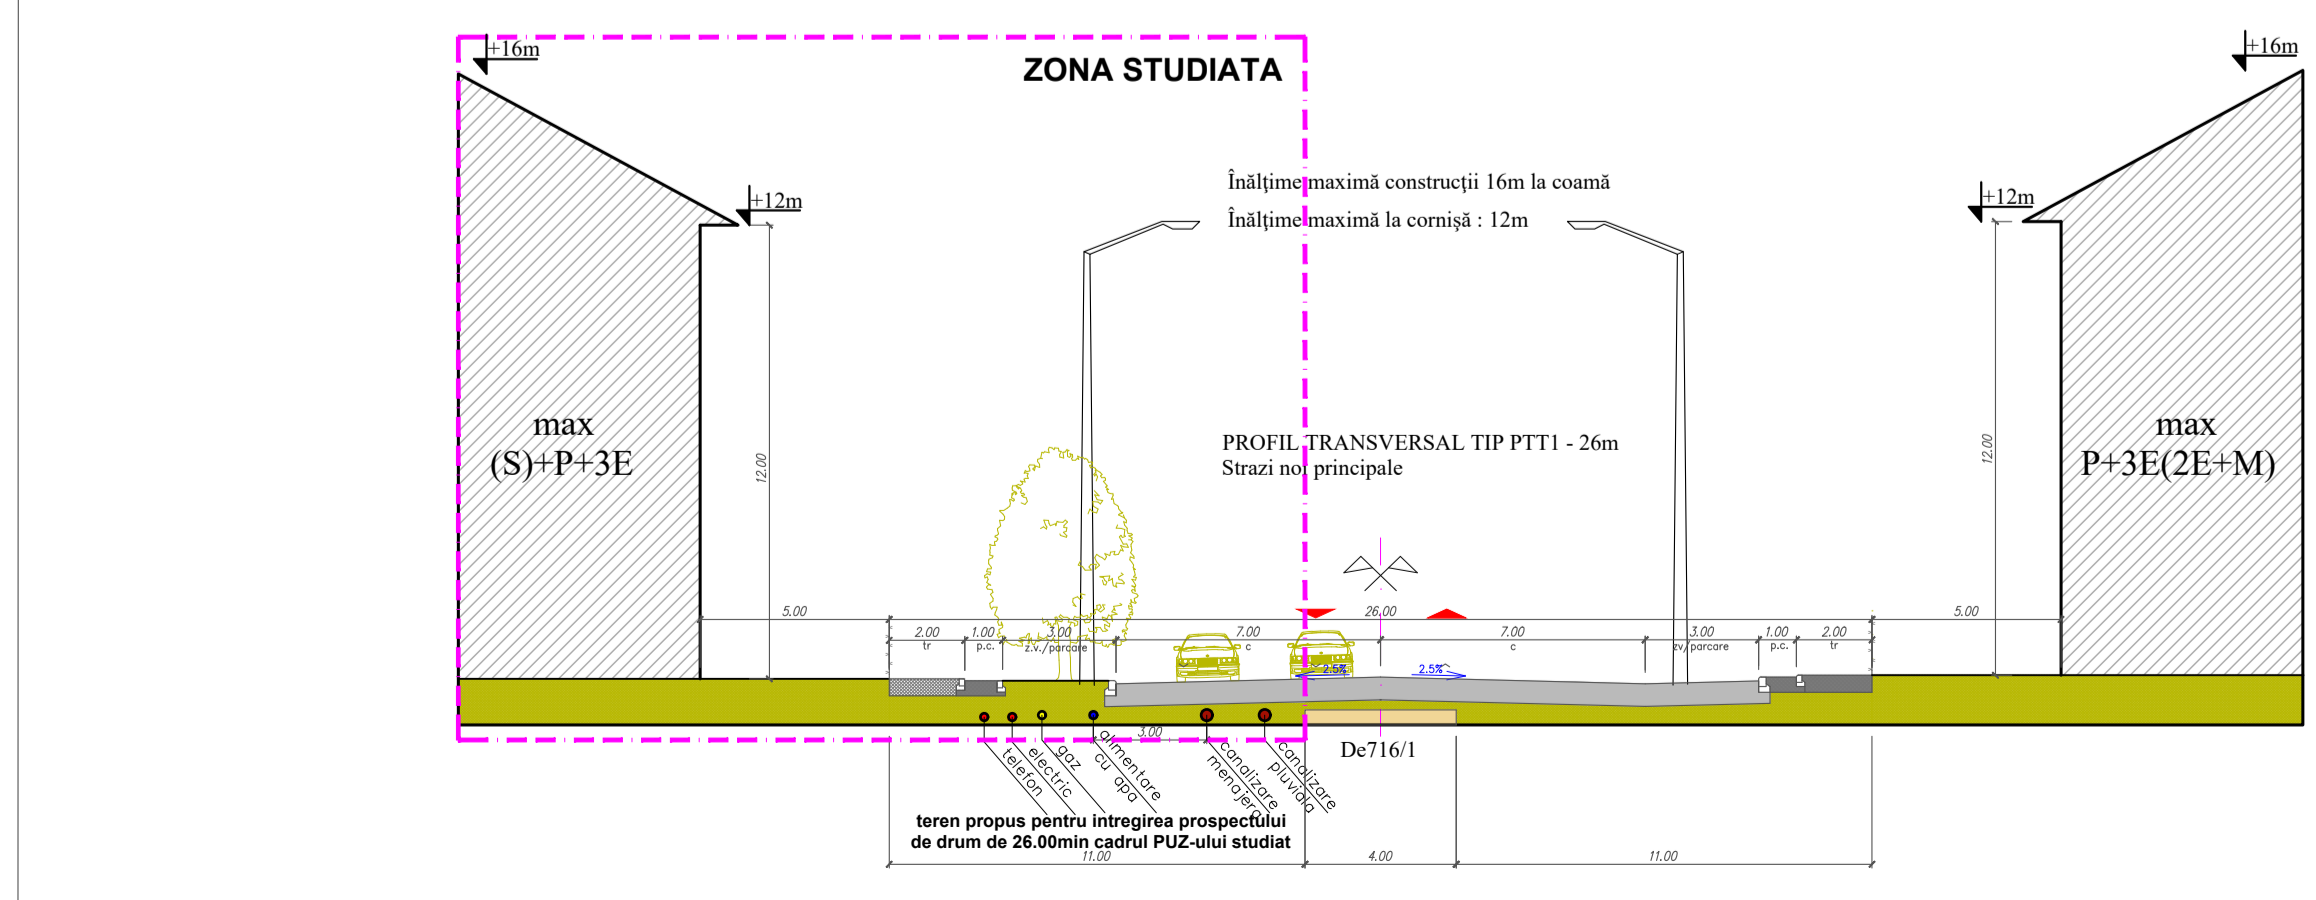 +16m
ZONA STUDIATA
+16m
+12m
+12m
Înălţime maximă construcţii 16m la coamă
Înălţime maximă la cornişă : 12m
max
(S)+P+3E
12.00
PROFIL TRANSVERSAL TIP PTT1 - 26m
Strazi noi principale
12.00
max
P+3E(2E+M)
5.00
26.00
5.00
2.00
1.00
3.00
7.00
7.00
3.00
1.00
2.00
tr
p.c.
z.v./parcare
c
c
zv/parcare
p.c.
tr
2.5%
2.5%
3.00
telefon
electric
gaz
alimentare
cu apa
canalizare
menajera
canalizare
pluviala
De716/1
teren propus pentru intregirea prospectului
de drum de 26.00min cadrul PUZ-ului studiat
11.00
4.00
11.00